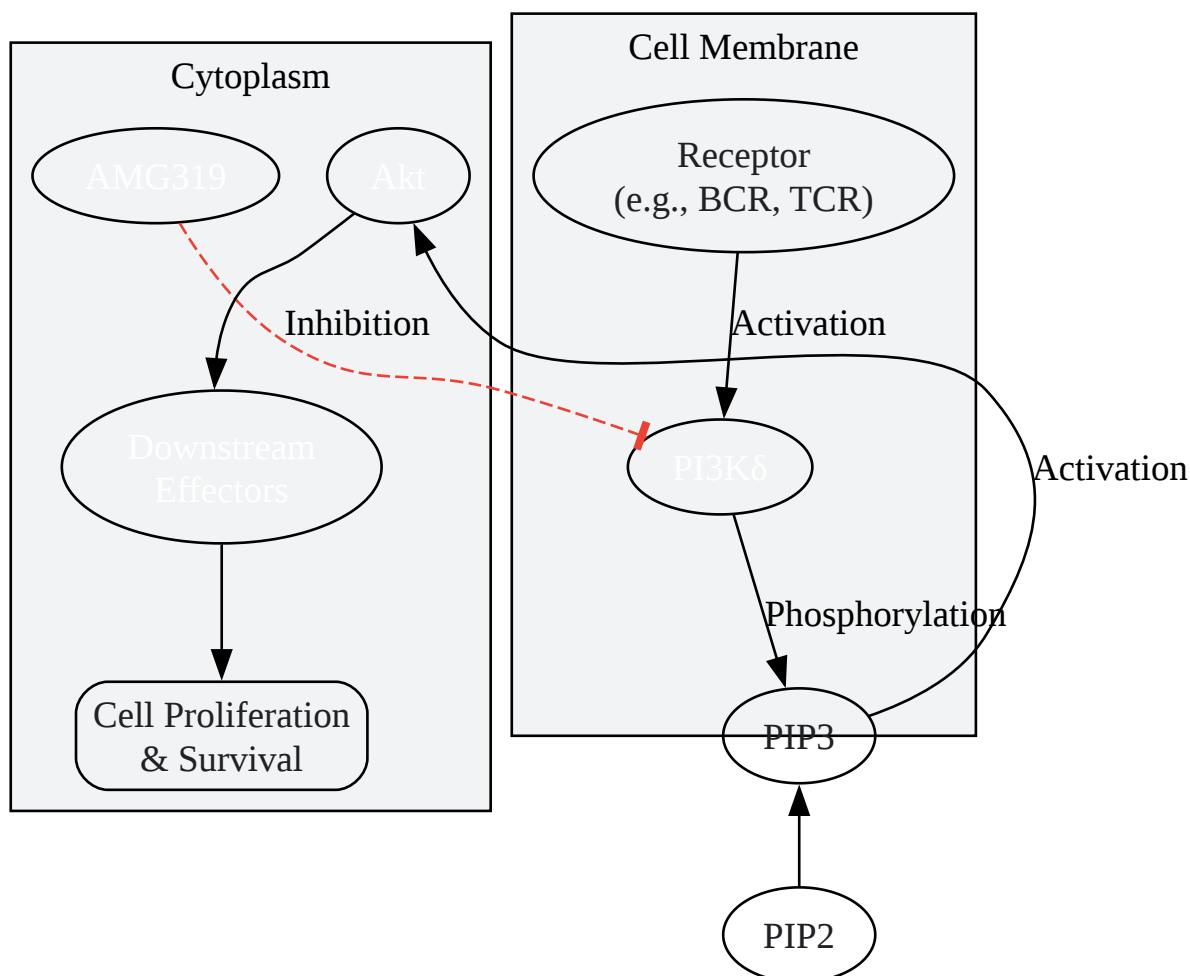 Cell Membrane
Cytoplasm
AMG319
Akt
Receptor
(e.g., BCR, TCR)
Inhibition
Activation
Downstream
Effectors
PI3Kδ
Activation
Phosphorylation
Cell Proliferation
& Survival
PIP3
PIP2